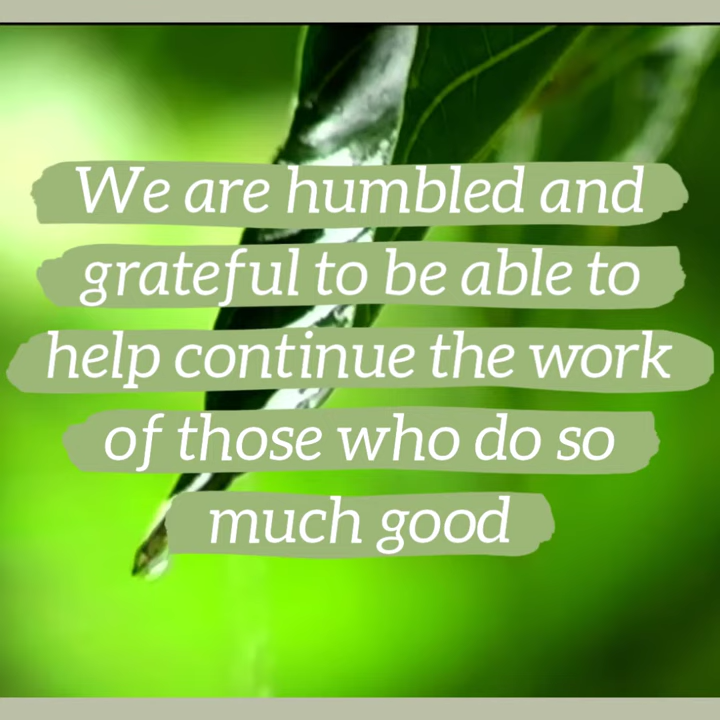 We are humbled and
grateful to be able to
help continue the work
of those who do so
much good